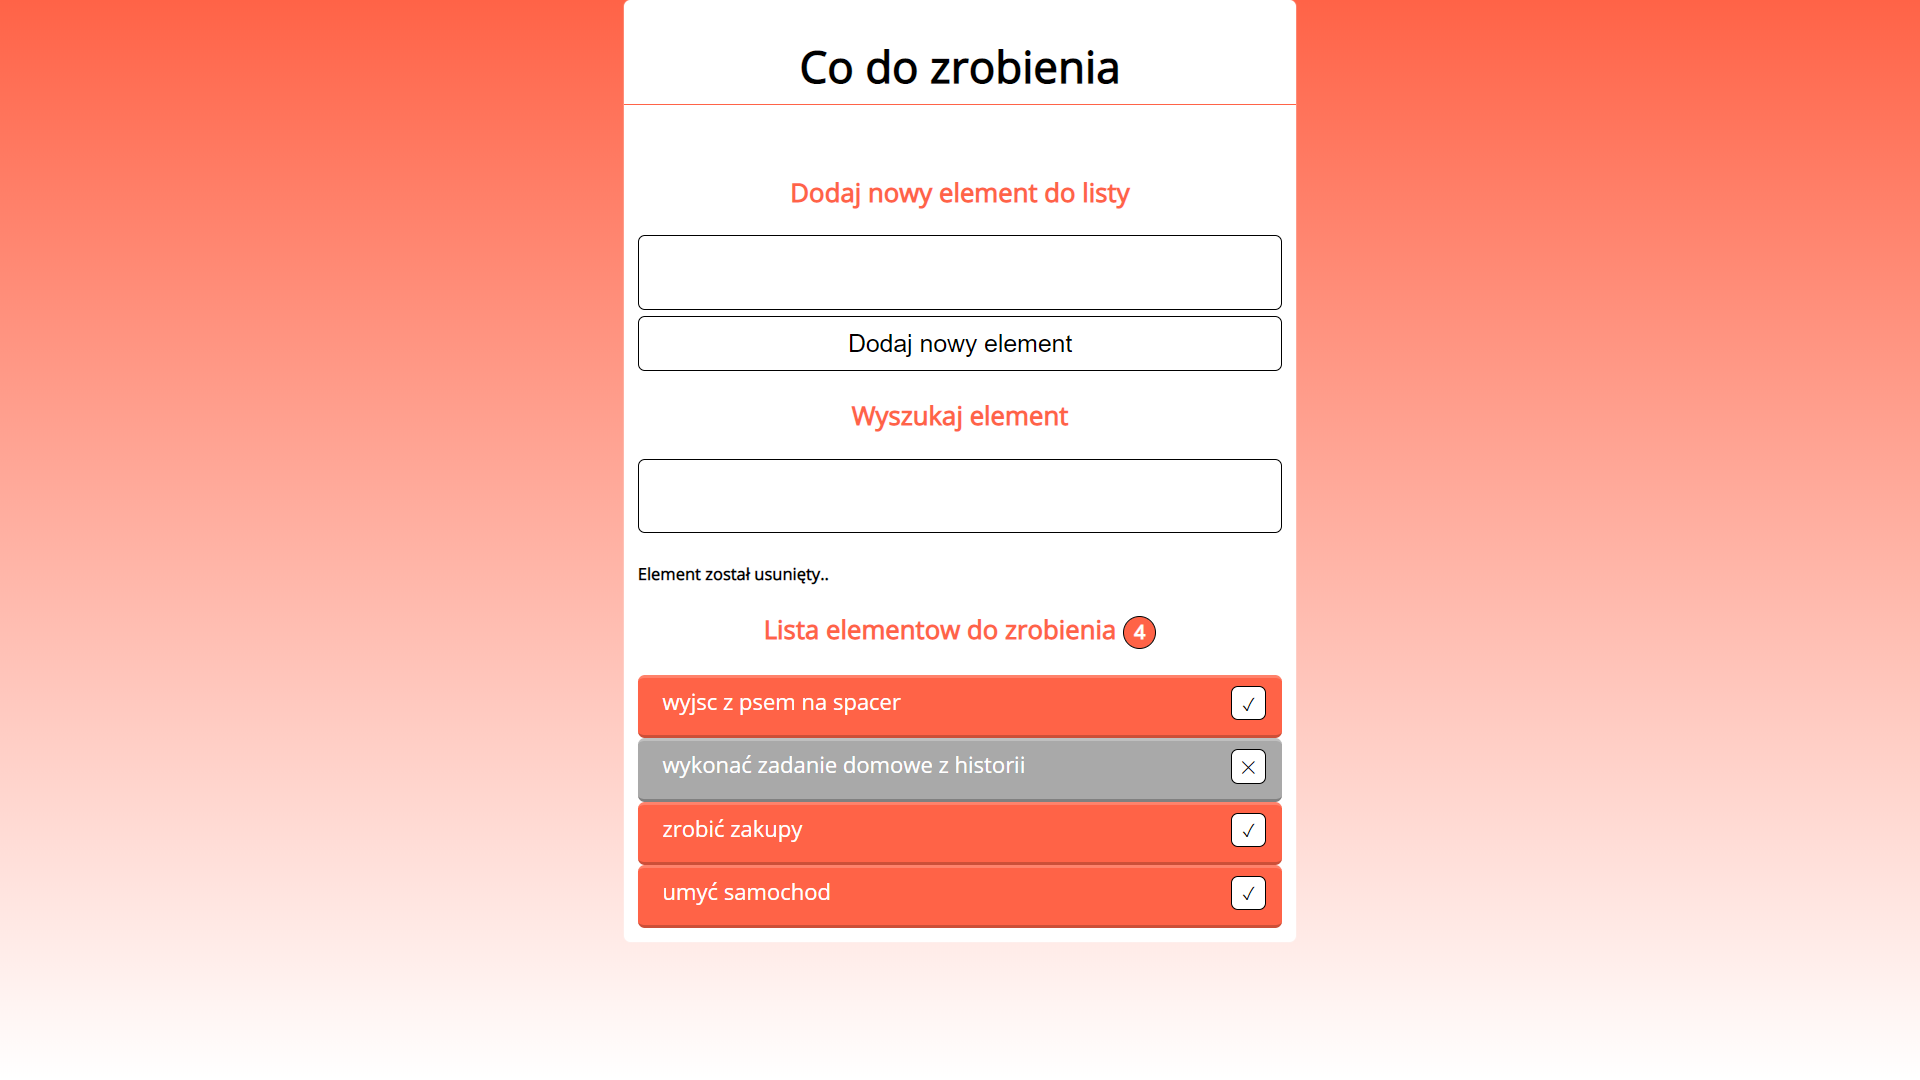 Co do zrobienia
Dodaj nowy element do listy
Dodaj nowy element
Wyszukaj element
Element został usunięty..
Lista elementow do zrobienia 4
wyjsc z psem na spacer ✓
wykonać zadanie domowe z historii ✕
zrobić zakupy ✓
umyć samochod ✓